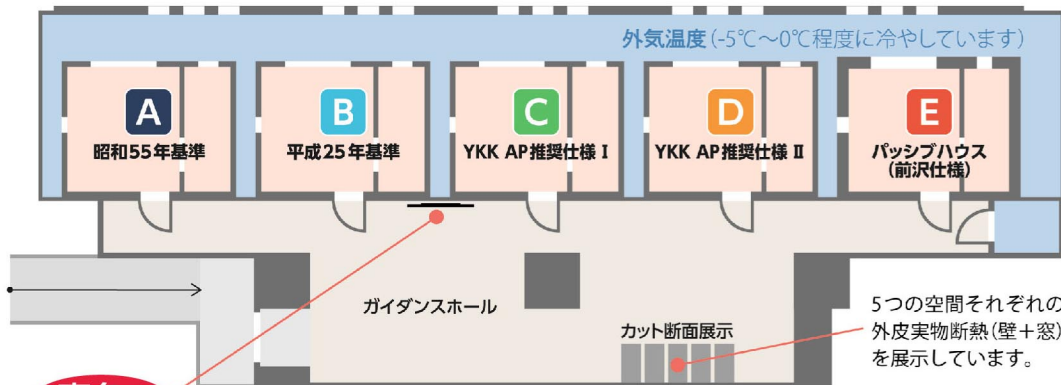 外気温度(-5℃～0℃程度に冷やしています)
A
昭和55年基準
B
平成25年基準
C
YKK AP推奨仕様 I
D
YKK AP推奨仕様 II
E
パッシブハウス
(前沢仕様)
ガイダンスホール
カット断面展示
5つの空間それぞれの
外皮実物断熱(壁+窓)
を展示しています。